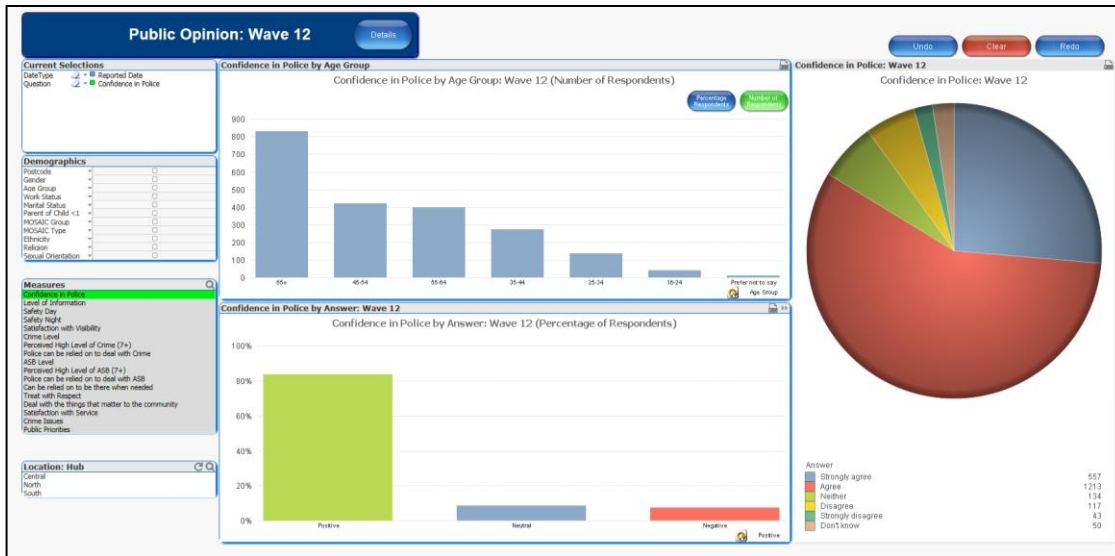 Public Opinion: Wave 12
Details
Undo
Clear
Redo
Current Selections
DateType Reported Date
Question Confidence in Police
Demographics
Postcode
Gender
Age Group
Work Status
Marital Status
Parent of Child <1
MOSAIC Group
MOSAIC Type
Ethnicity
Religion
Sexual Orientation
Measures
Confidence in Police
Level of Information
Safety Day
Safety Night
Satisfaction with Visibility
Crime Level
Perceived High Level of Crime (7+)
Police can be relied on to deal with Crime
ASB Level
Perceived High Level of ASB (7+)
Police can be relied on to deal with ASB
Can be relied on to be there when needed
Treat with Respect
Deal with the things that matter to the community
Satisfaction with Service
Crime Issues
Public Priorities
Location: Hub
Central
North
South
Confidence in Police by Age Group
Confidence in Police by Age Group: Wave 12 (Number of Respondents)
Percentage
Respondents
Number of
Respondents
900
800
700
600
500
400
300
200
100
0
45-54
55-64
35-44
25-34
18-24
Prefer not to say
Age Group
Confidence in Police by Answer: Wave 12
Confidence in Police by Answer: Wave 12 (Percentage of Respondents)
100%
80%
60%
40%
20%
0%
Positive
Neutral
Negative
Positive
Confidence in Police: Wave 12
Confidence in Police: Wave 12
Answer
Strongly agree 557
Agree 1213
Neither 134
Disagree 117
Strongly disagree 43
Don't know 50